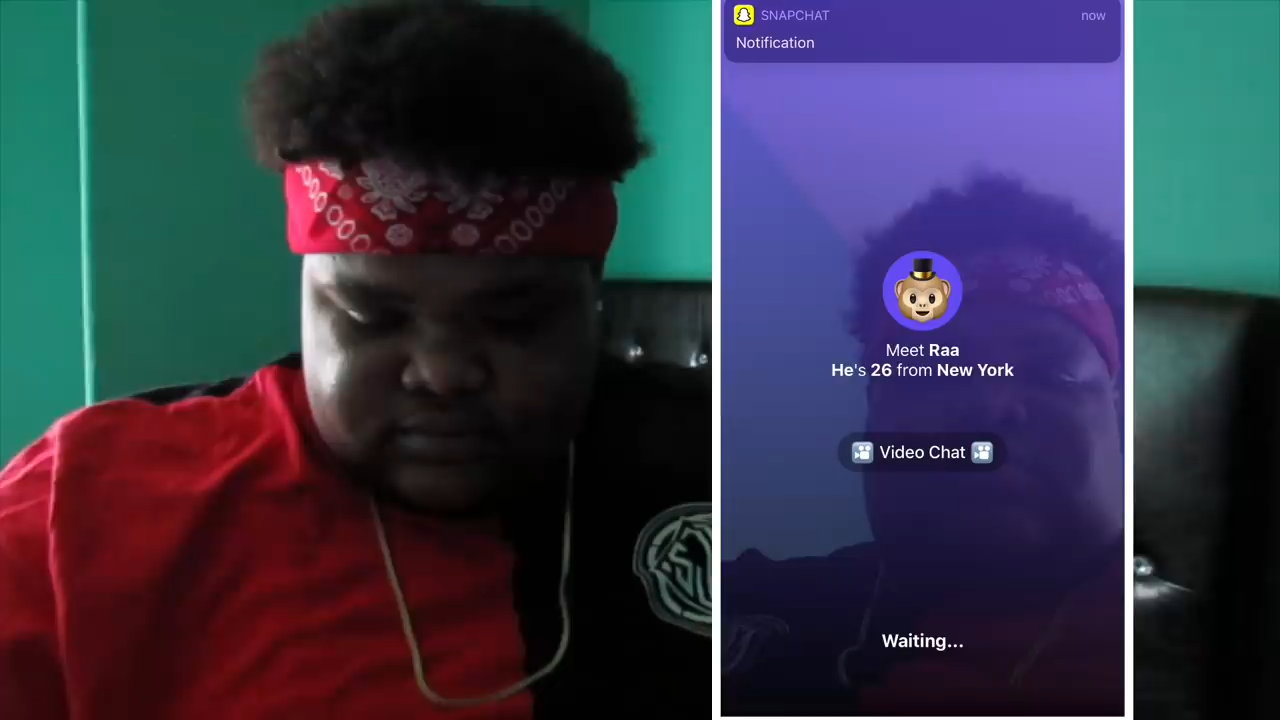 SNAPCHAT now
Notification
Meet Raa
He's 26 from New York
Video Chat
Waiting...